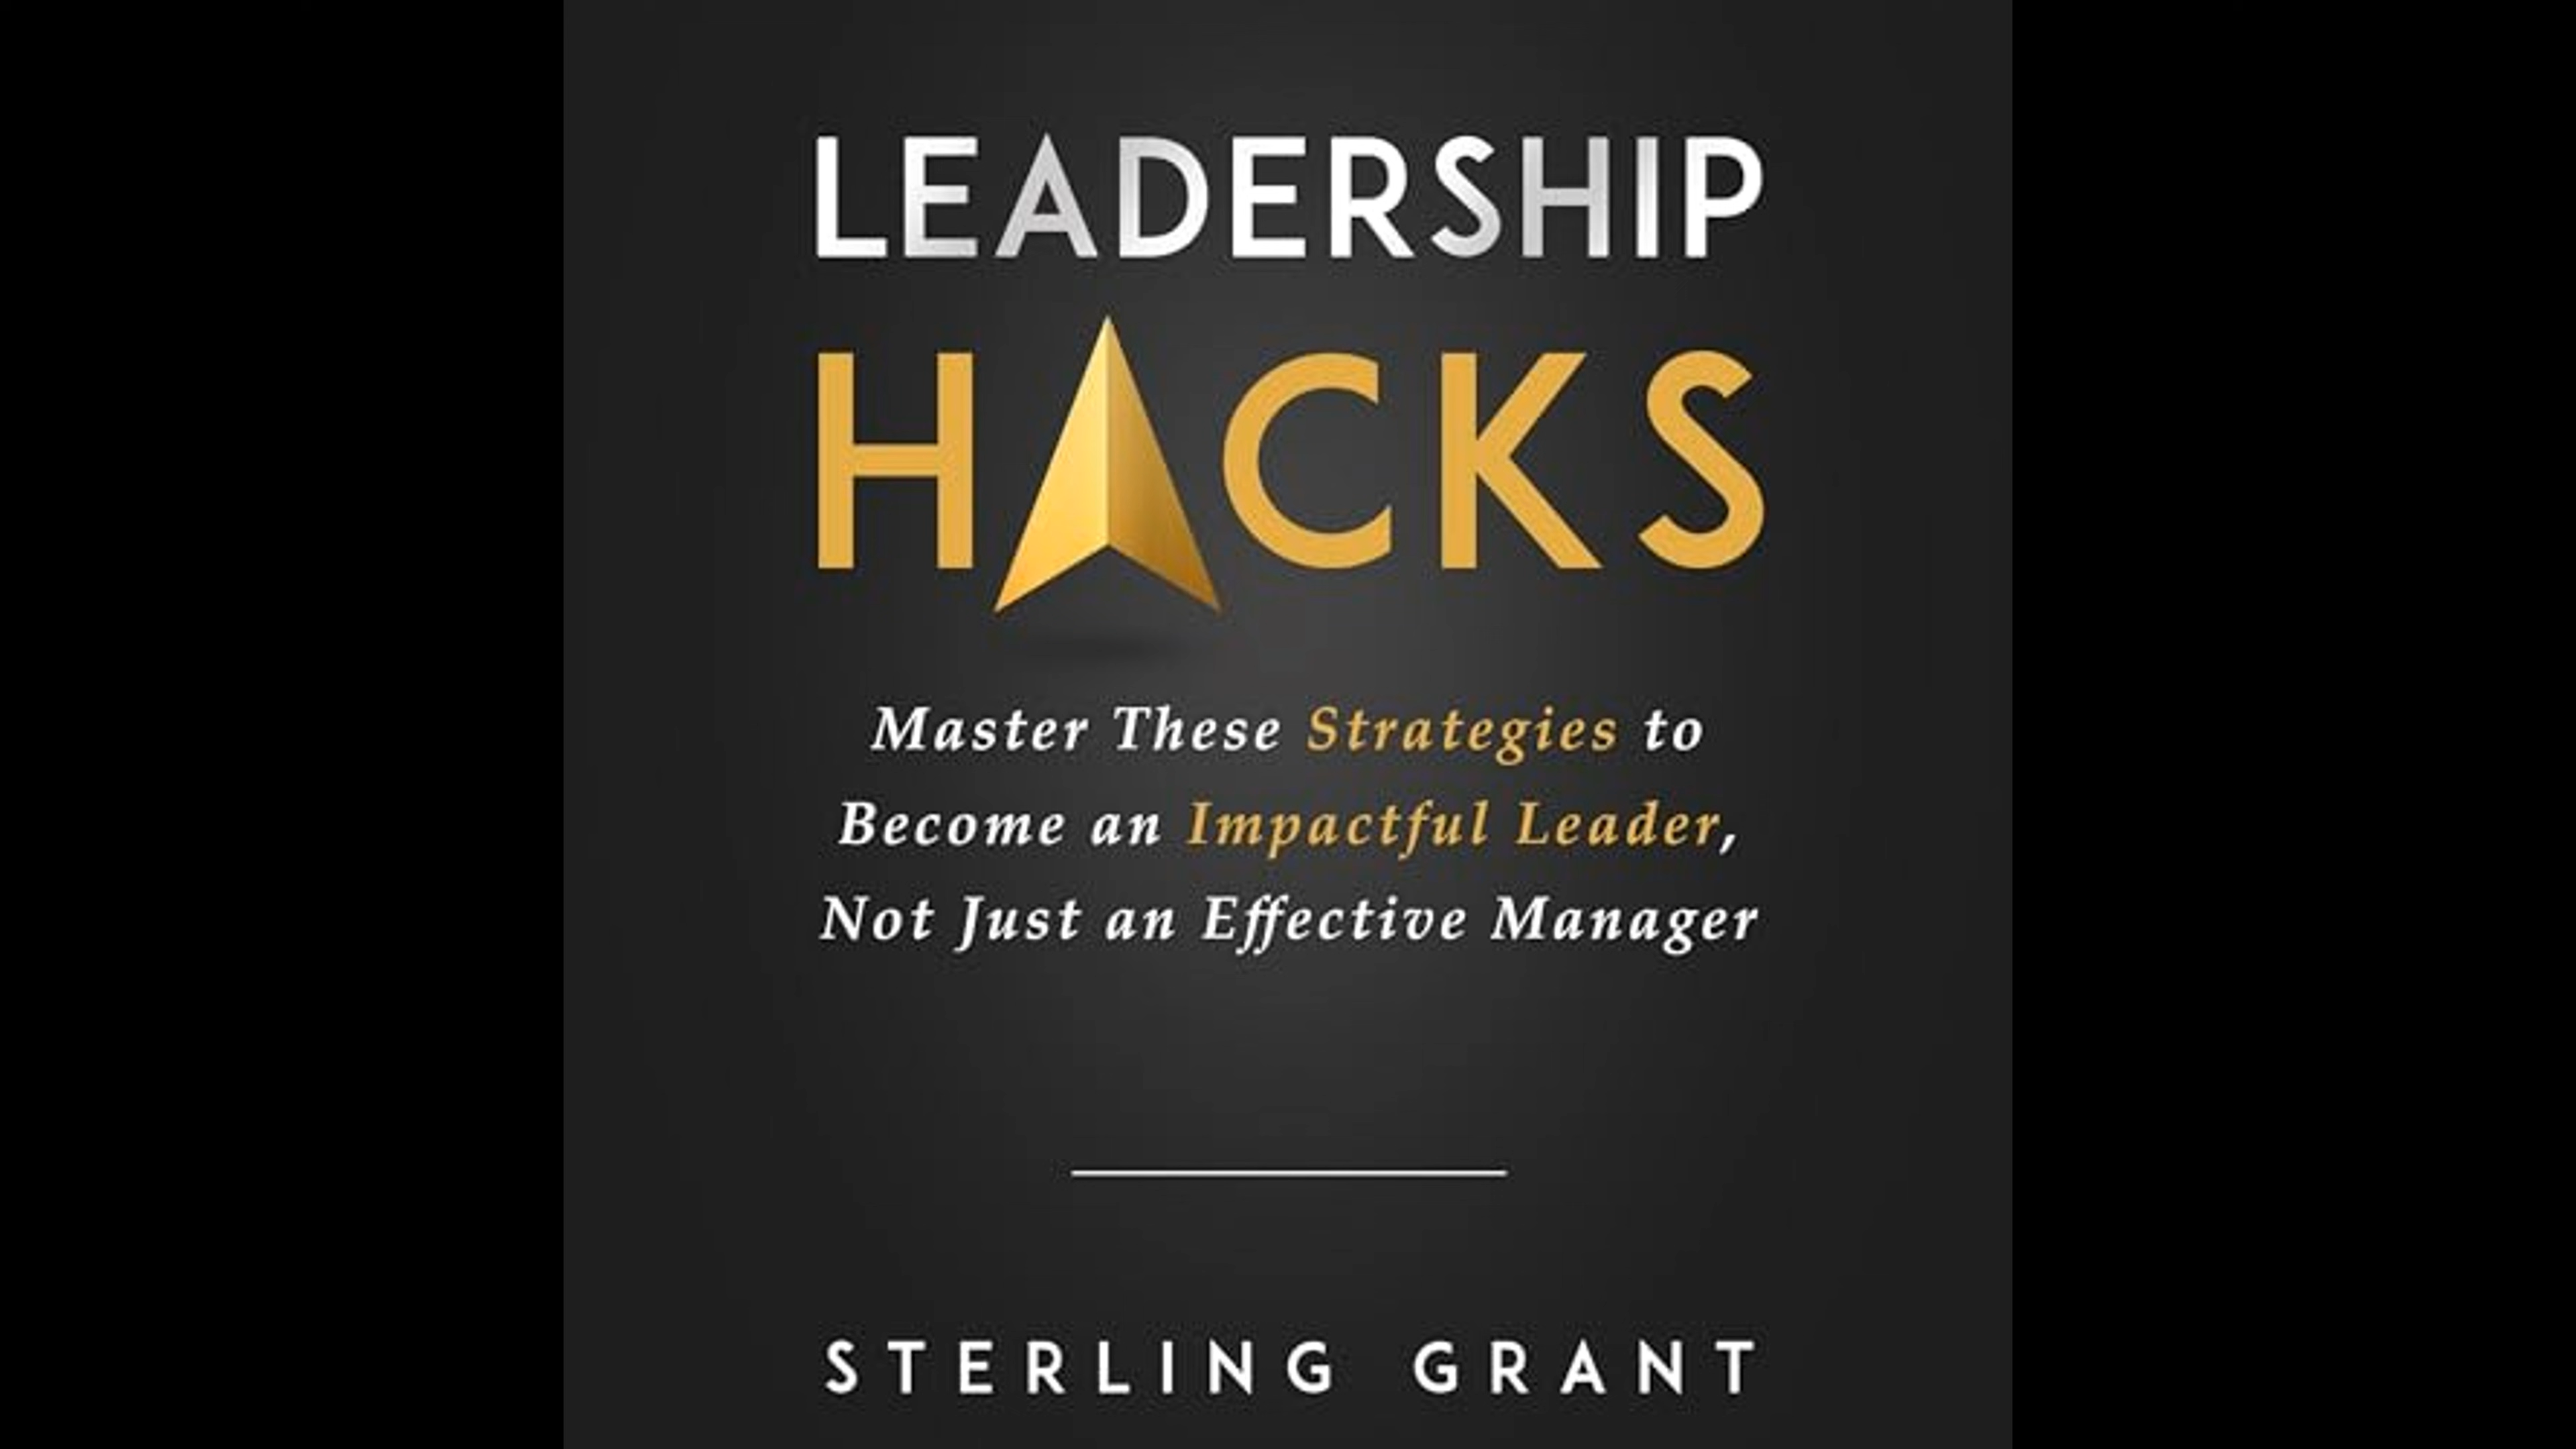 LEADERSHIP
HACKS
Master These Strategies to
Become an Impactful Leader,
Not Just an Effective Manager
STERLING GRANT